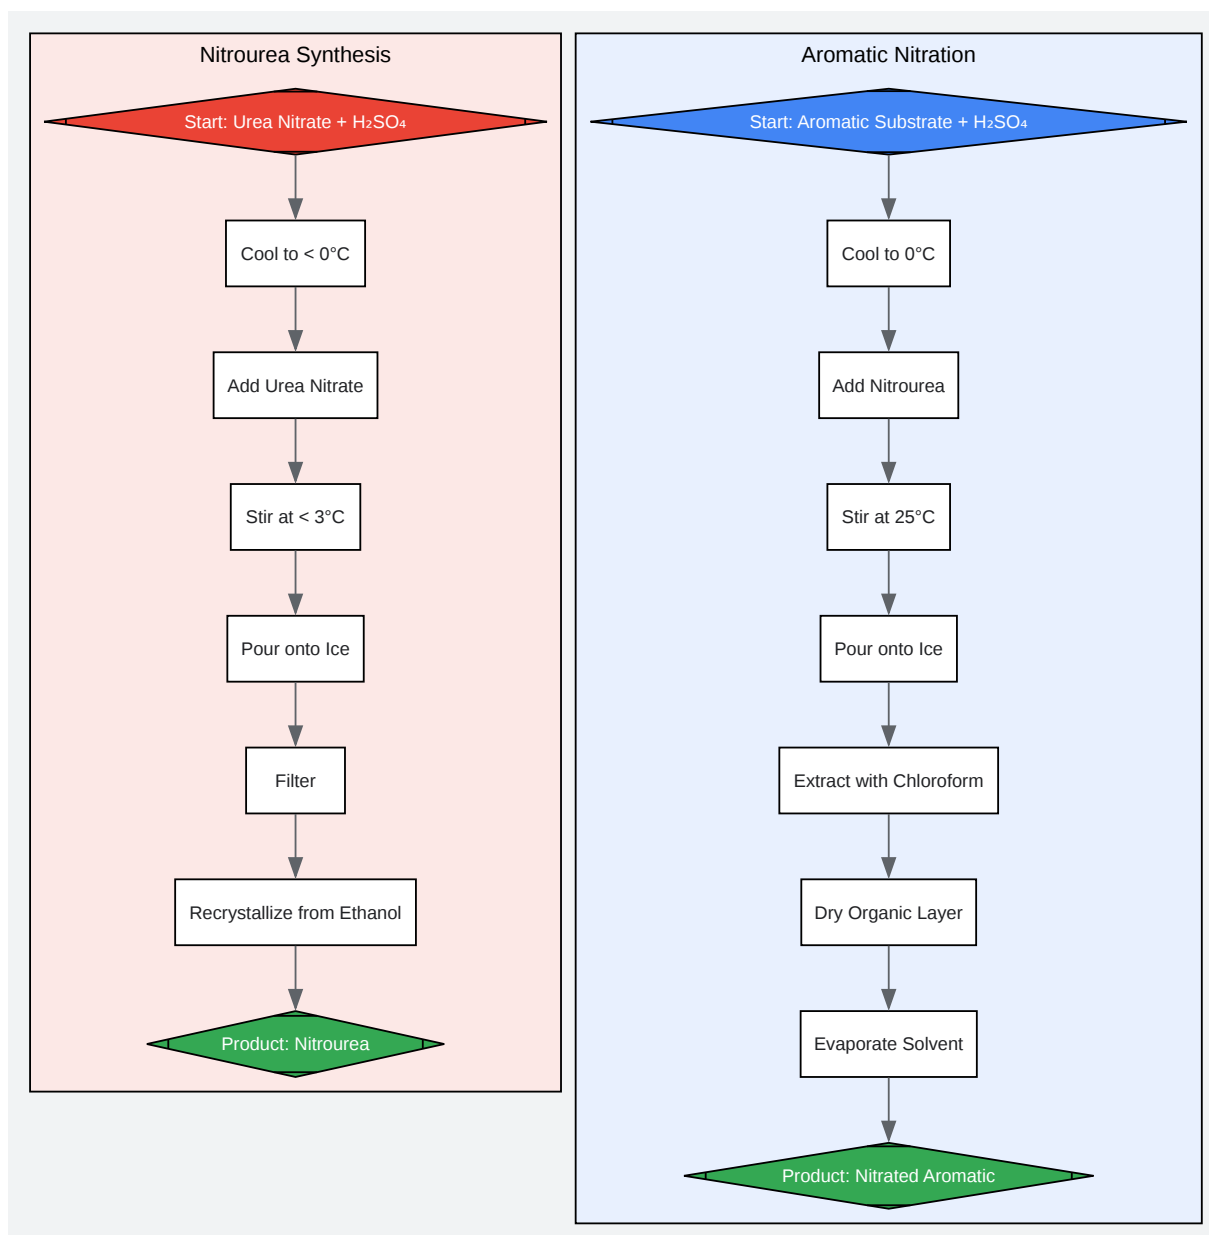 Nitrourea Synthesis
Start: Urea Nitrate + H₂SO₄
Cool to < 0°C
Add Urea Nitrate
Stir at < 3°C
Pour onto Ice
Filter
Recrystallize from Ethanol
Product: Nitrourea
Aromatic Nitration
Start: Aromatic Substrate + H₂SO₄
Cool to 0°C
Add Nitrourea
Stir at 25°C
Pour onto Ice
Extract with Chloroform
Dry Organic Layer
Evaporate Solvent
Product: Nitrated Aromatic